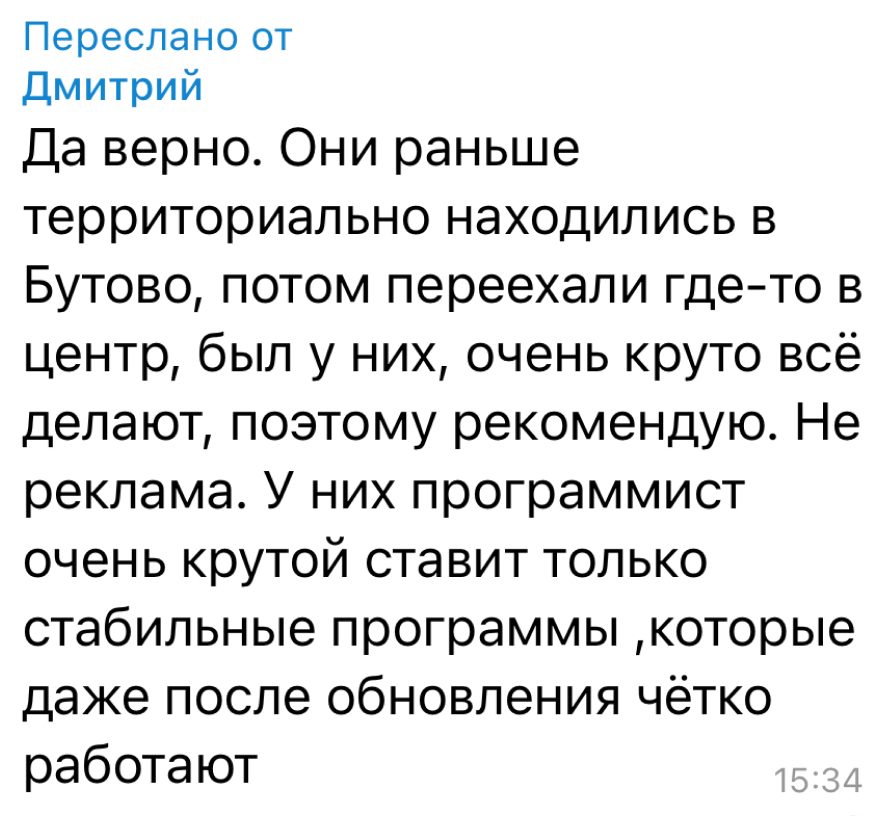 Переслано от
Дмитрий
Да верно. Они раньше
территориально находились в
Бутово, потом переехали где-то в
центр, был у них, очень круто всё
делают, поэтому рекомендую. Не
реклама. У них программист
очень крутой ставит только
стабильные программы ,которые
даже после обновления чётко
работают
15:34